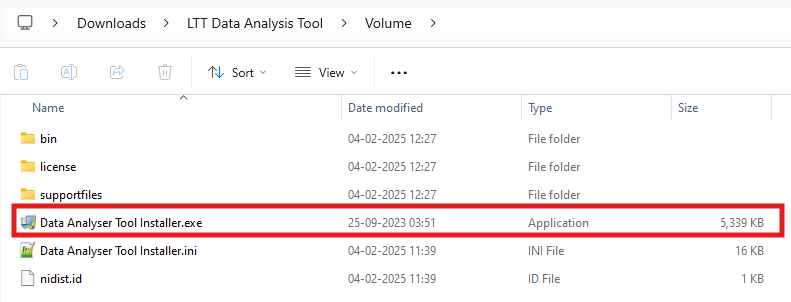 Downloads > LTT Data Analysis Tool > Volume >
Sort View ...
Name Date modified Type Size
bin 04-02-2025 12:27 File folder
license 04-02-2025 12:27 File folder
supportfiles 04-02-2025 12:27 File folder
Data Analyser Tool Installer.exe 25-09-2023 03:51 Application 5,339 KB
Data Analyser Tool Installer.ini 04-02-2025 11:39 INI File 16 KB
nidist.id 04-02-2025 11:39 ID File 1 KB